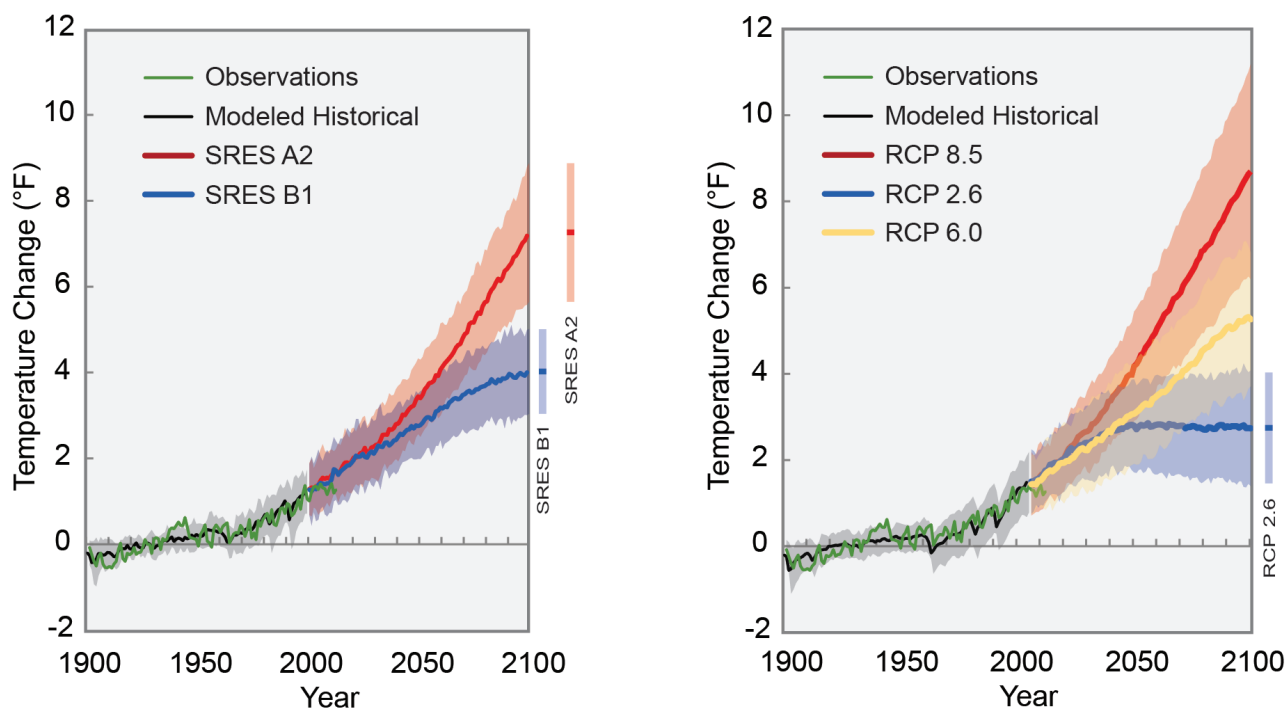 12
10
8
6
4
2
0
-2
Temperature Change (°F)
Observations
Modeled Historical
SRES A2
SRES B1
1900 1950 2000 2050 2100
Year
SRES B1
SRES A2
12
10
8
6
4
2
0
-2
Temperature Change (°F)
Observations
Modeled Historical
RCP 8.5
RCP 2.6
RCP 6.0
1900 1950 2000 2050 2100
Year
RCP 2.6